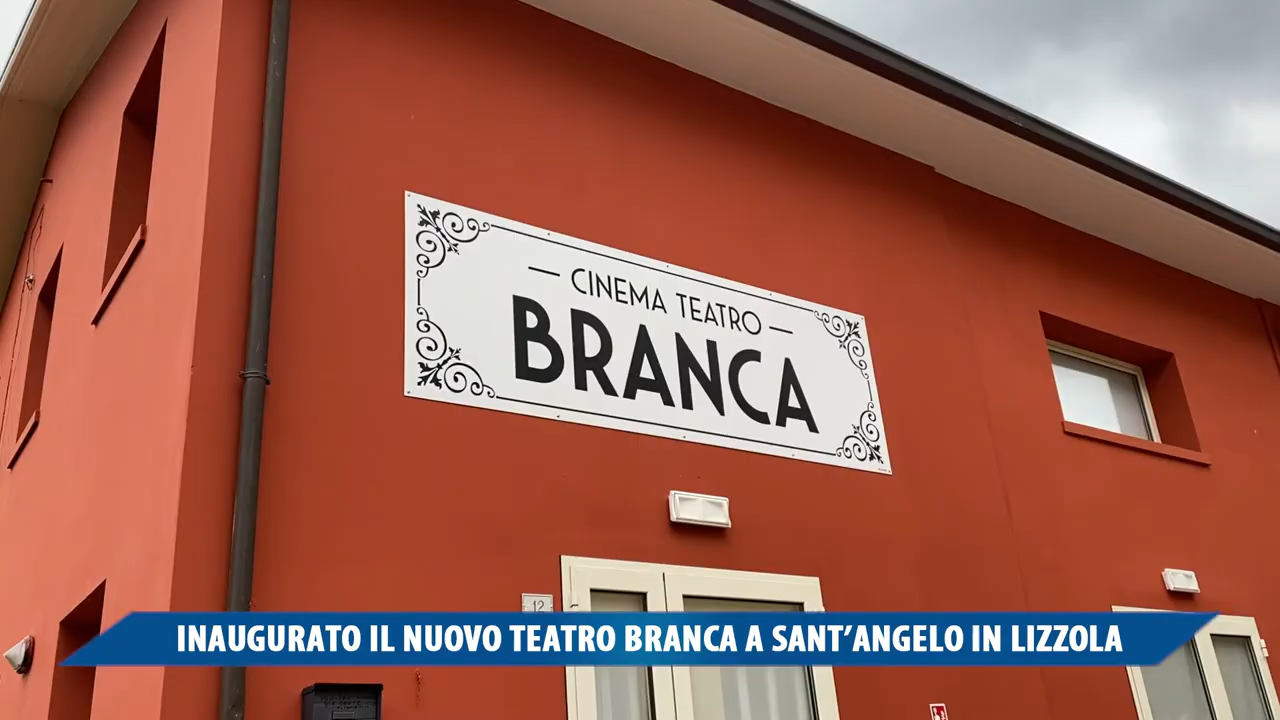 — CINEMA TEATRO —
BRANCA
12
INAUGURATO IL NUOVO TEATRO BRANCA A SANT'ANGELO IN LIZZOLA